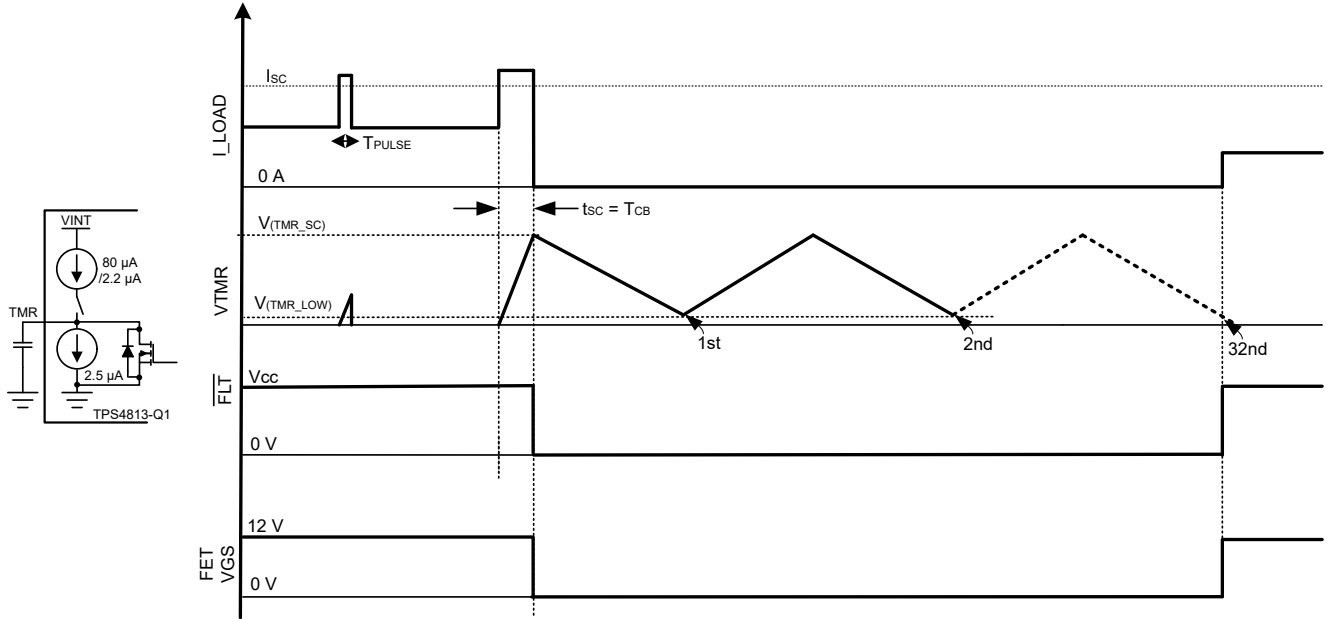 VINT
80 µA
/2.2 µA
TMR
2.5 µA
TPS4813-Q1
I_LOAD
ISC
TPULSE
0 A
tSC = TCB
VTMR
V(TMR_SC)
V(TMR_LOW)
1st
2nd
32nd
FLT
Vcc
0 V
FET
VGS
12 V
0 V